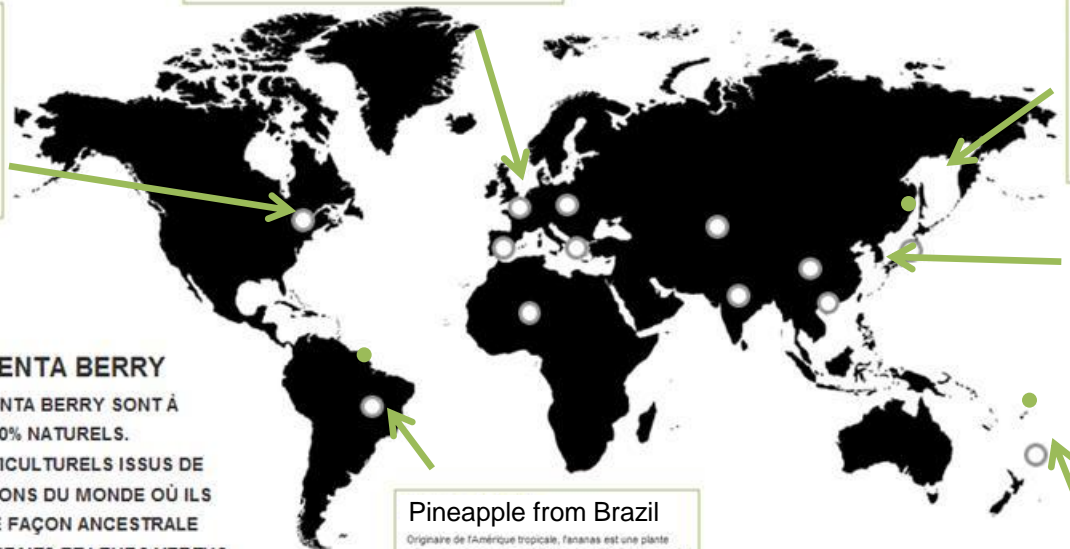 ENTA BERRY
NTA BERRY SONT À
0% NATURELS.
ICULTURELS ISSUS DE
ONS DU MONDE OÙ ILS
FAÇON ANCESTRALE
Pineapple from Brazil
Originaire de l'Amérique tropicale, l'ananas est une plante